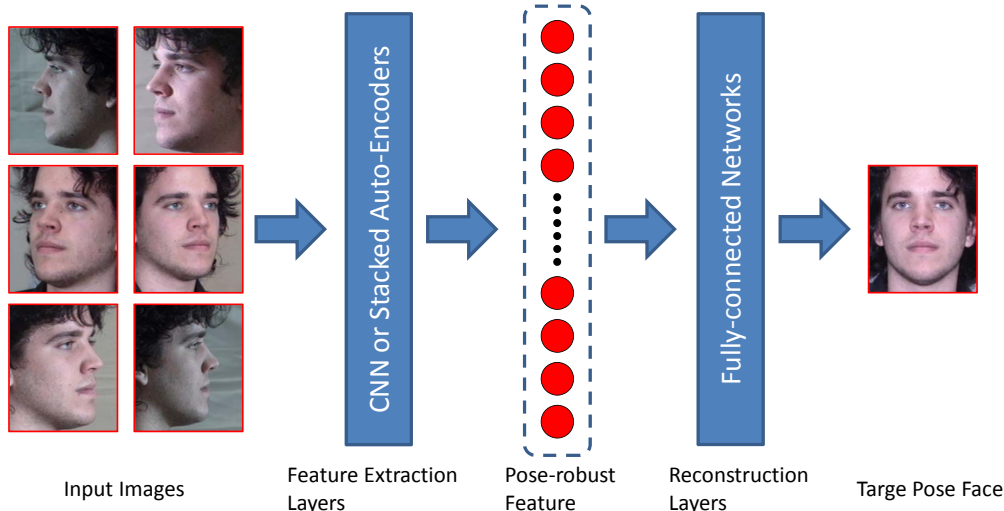 CNN or Stacked Auto-Encoders
Fully-connected Networks
Input Images
Feature Extraction
Layers
Pose-robust
Feature
Reconstruction
Layers
Targe Pose Face